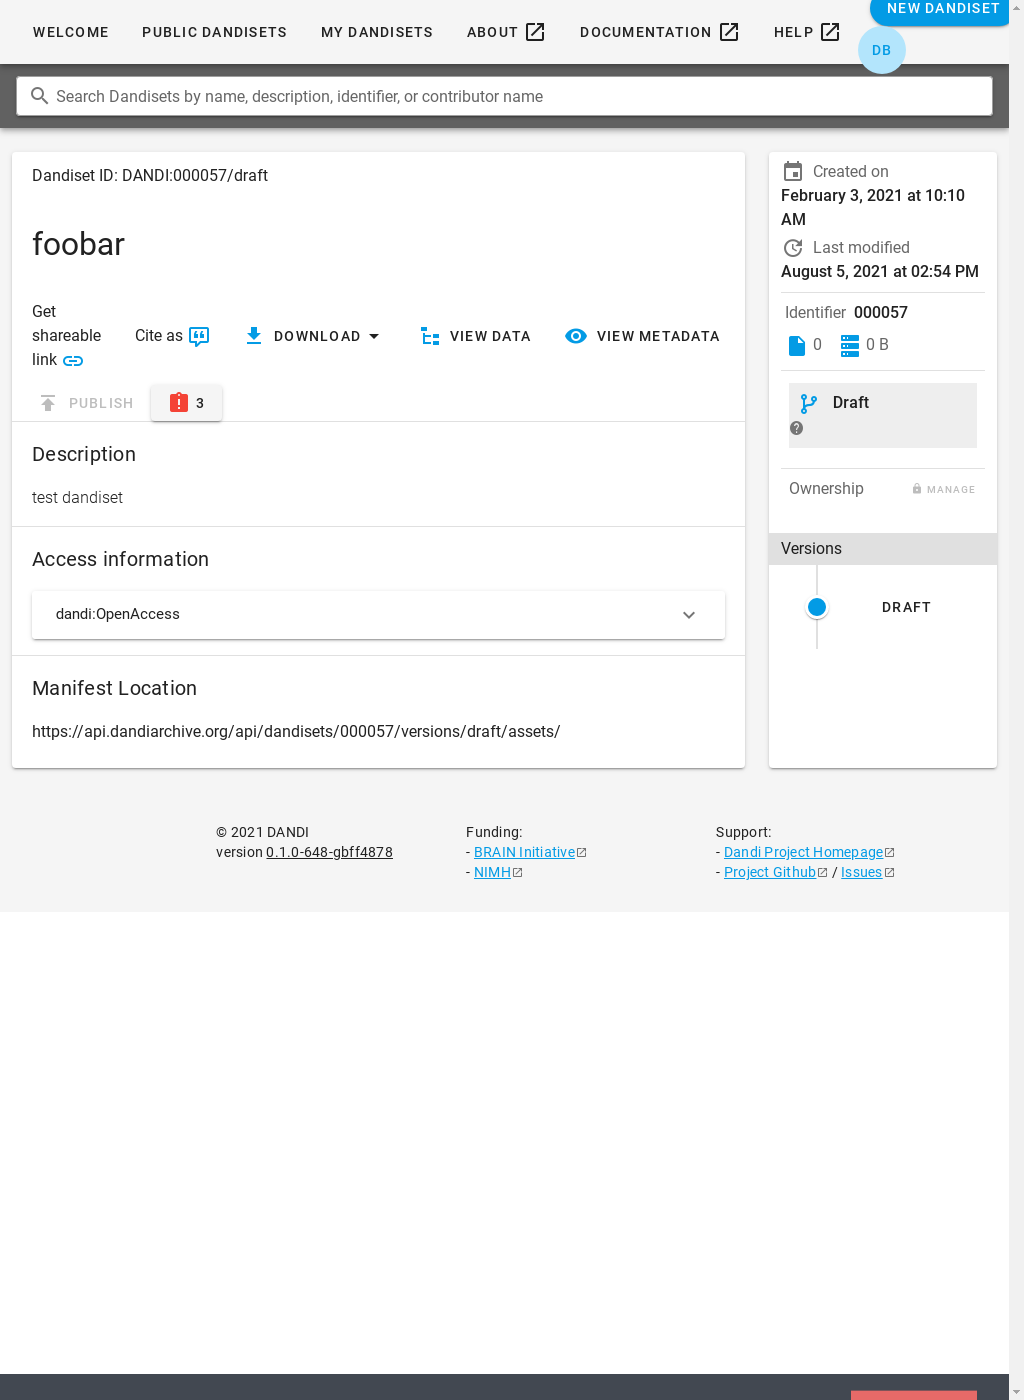 NEW DANDISET
WELCOME PUBLIC DANDISETS MY DANDISETS ABOUT DOCUMENTATION HELP
DB
Search Dandisets by name, description, identifier, or contributor name
Dandiset ID: DANDI:000057/draft
foobar
Get
shareable
link
Cite as
DOWNLOAD
VIEW DATA
VIEW METADATA
PUBLISH
3
Description
test dandiset
Access information
dandi:OpenAccess
Manifest Location
https://api.dandiarchive.org/api/dandisets/000057/versions/draft/assets/
Created on
February 3, 2021 at 10:10
AM
Last modified
August 5, 2021 at 02:54 PM
Identifier 000057
0 0 B
Draft
Ownership MANAGE
Versions
DRAFT
© 2021 DANDI
version 0.1.0-648-gbff4878
Funding:
- BRAIN Initiative
- NIMH
Support:
- Dandi Project Homepage
- Project Github / Issues